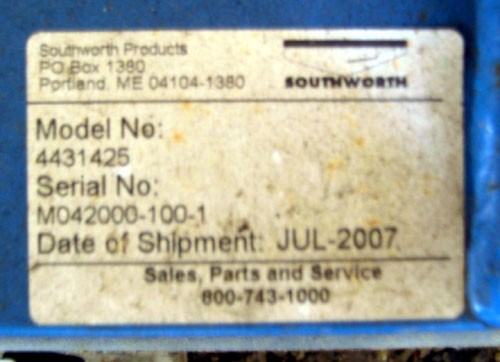 Southworth Products
PO Box 1380
Portland, ME 04104-1380
SOUTHWORTH
Model No:
4431425
Serial No:
M042000-100-1
Date of Shipment: JUL-2007
Sales, Parts and Service
800-743-1000